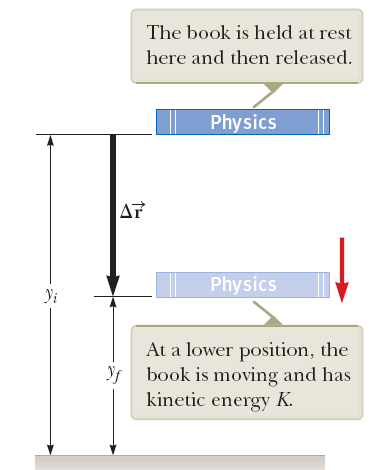 The book is held at rest
here and then released.
Physics
Δr⃗
Physics
yᵢ
At a lower position, the
book is moving and has
kinetic energy K.
y_f